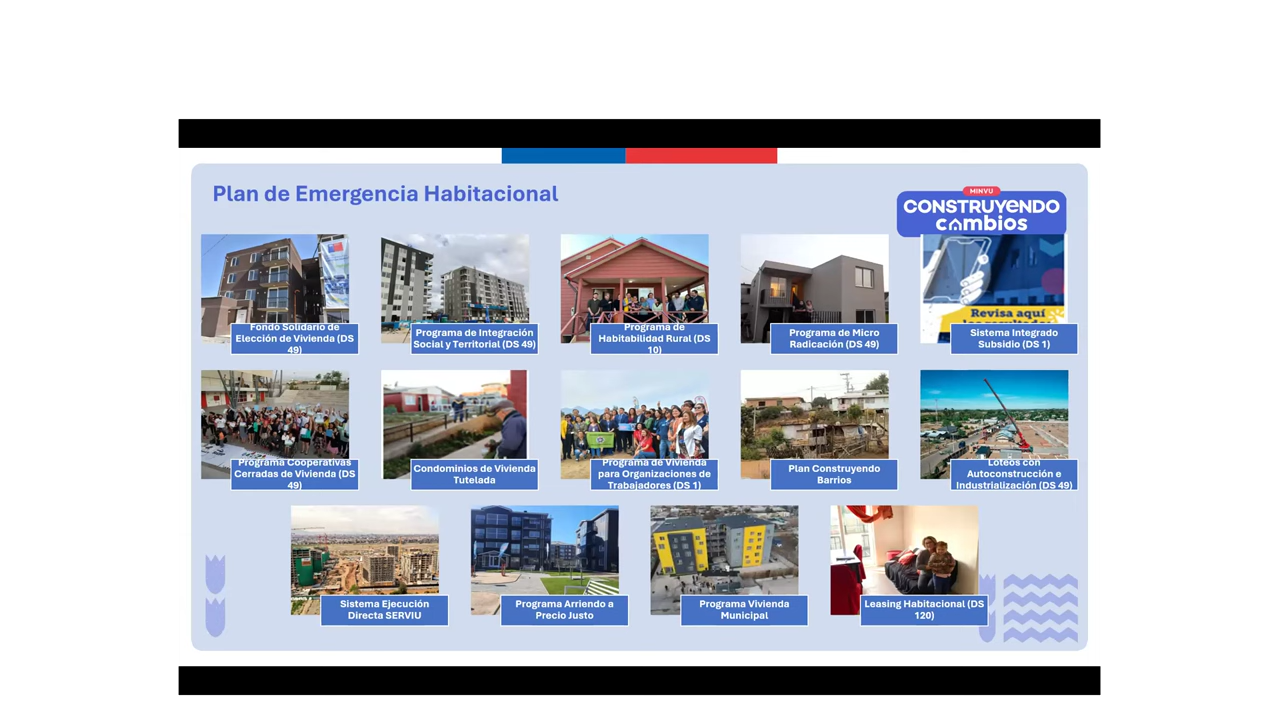 Plan de Emergencia Habitacional
MINVU
CONSTRUYENDO
cambios
Fondo Solidario de
Elección de Vivienda (DS
49)
Programa de Integración
Social y Territorial (DS 49)
Programa de
Habitabilidad Rural (DS
10)
Programa de Micro
Radicación (DS 49)
Revisa aquí
Sistema Integrado
Subsidio (DS 1)
Programa Cooperativas
Cerradas de Vivienda (DS
49)
Condominios de Vivienda
Tutelada
Programa de Vivienda
para Organizaciones de
Trabajadores (DS 1)
Plan Construyendo
Barrios
Loteos con
Autoconstrucción e
Industrialización (DS 49)
Sistema Ejecución
Directa SERVIU
Programa Arriendo a
Precio Justo
Programa Vivienda
Municipal
Leasing Habitacional (DS
120)